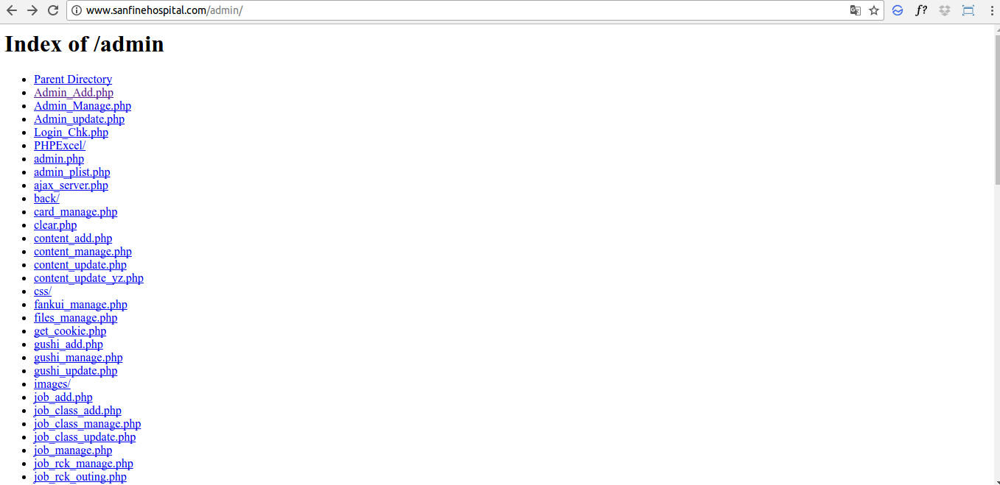 www.sanfinehospital.com/admin/
f?
Index of /admin
Parent Directory
Admin_Add.php
Admin_Manage.php
Admin_update.php
Login_Chk.php
PHPExcel/
admin.php
admin_plist.php
ajax_server.php
back/
card_manage.php
clear.php
content_add.php
content_manage.php
content_update.php
content_update_yz.php
css/
fankui_manage.php
files_manage.php
get_cookie.php
gushi_add.php
gushi_manage.php
gushi_update.php
images/
job_add.php
job_class_add.php
job_class_manage.php
job_class_update.php
job_manage.php
job_rck_manage.php
job_rck_outing.php